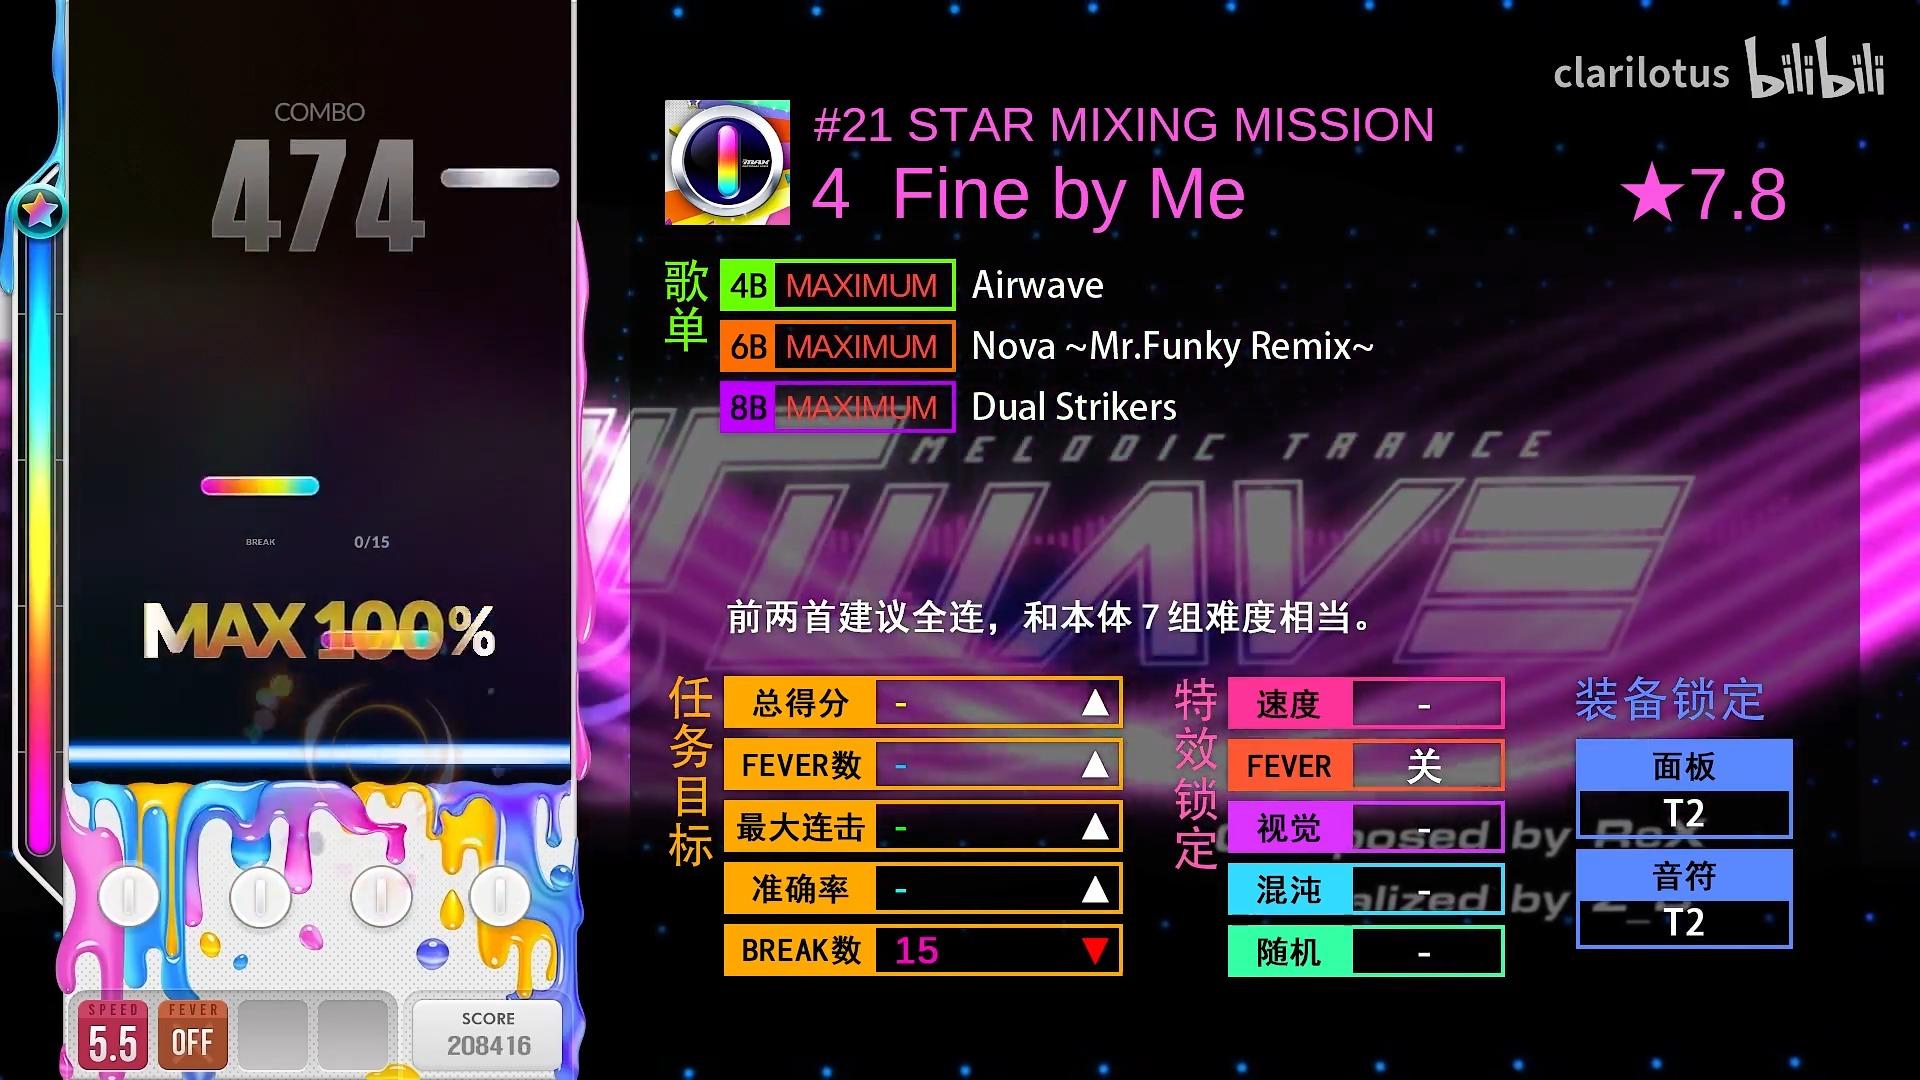 clarilotus bilibili
COMBO
474
BREAK 0/15
MAX 100%
SPEED
5.5
FEVER
OFF
SCORE
208416
#21 STAR MIXING MISSION
4 Fine by Me
★7.8
歌单
4B MAXIMUM Airwave
6B MAXIMUM Nova ~Mr.Funky Remix~
8B MAXIMUM Dual Strikers
MELODIC TRANCE
前两首建议全连，和本体7组难度相当。
任务目标
总得分 - ▲
FEVER数 - ▲
最大连击 - ▲
准确率 - ▲
BREAK数 15 ▼
特效锁定
速度 -
FEVER 关
视觉 -
混沌 -
随机 -
装备锁定
面板
T2
音符
T2